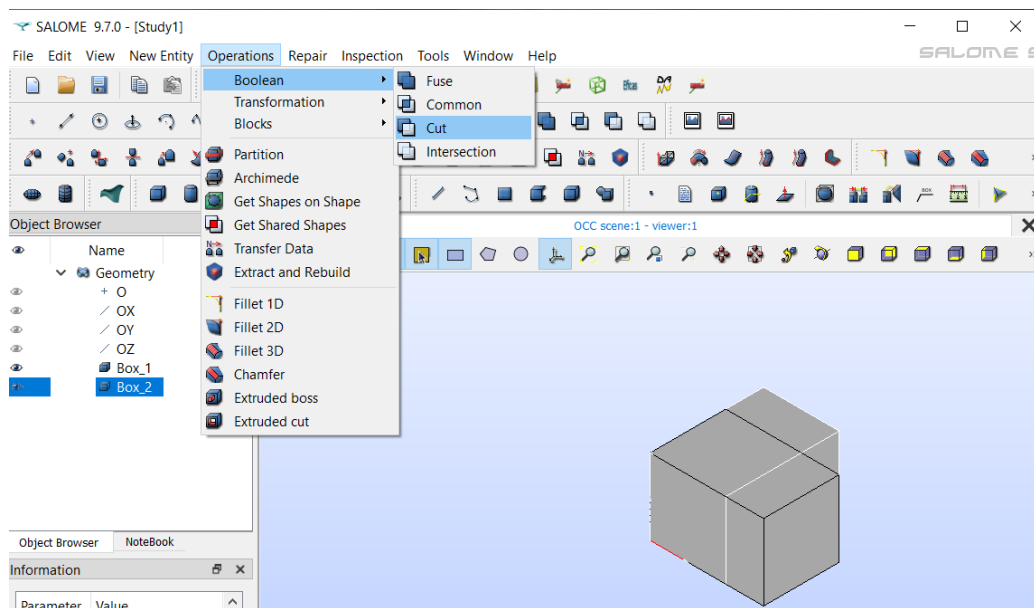 SALOME 9.7.0 - [Study1]
File Edit View New Entity Operations Repair Inspection Tools Window Help
SALOME
Boolean
Transformation
Blocks
Partition
Archimede
Get Shapes on Shape
Get Shared Shapes
Transfer Data
Extract and Rebuild
Fillet 1D
Fillet 2D
Fillet 3D
Chamfer
Extruded boss
Extruded cut
Fuse
Common
Cut
Intersection
Object Browser
Name
Geometry
O
OX
OY
OZ
Box_1
Box_2
OCC scene:1 - viewer:1
Object Browser NoteBook
Information
Parameter Value